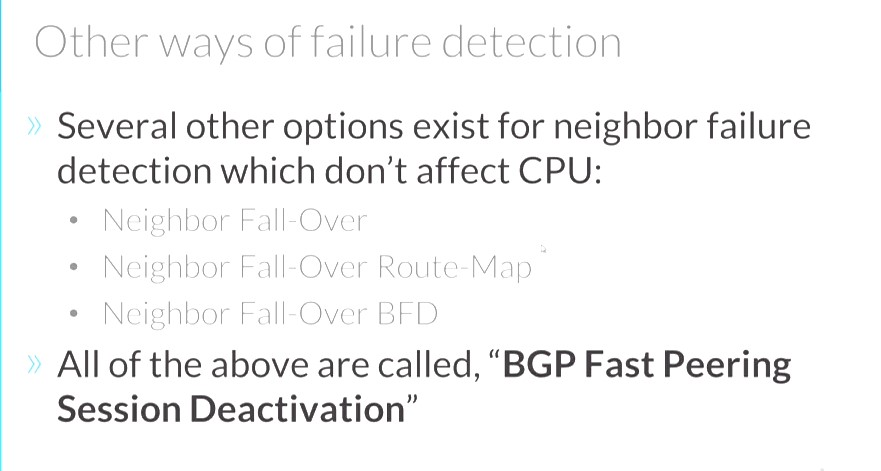 Other ways of failure detection
» Several other options exist for neighbor failure
detection which don't affect CPU:
• Neighbor Fall-Over
• Neighbor Fall-Over Route-Map
• Neighbor Fall-Over BFD
» All of the above are called, “BGP Fast Peering
Session Deactivation”